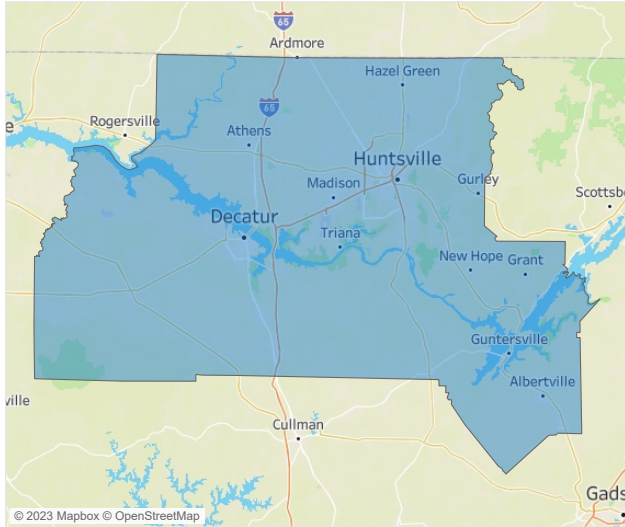 65
Ardmore
Hazel Green
65
Rogersville
e
Athens
Huntsville
Madison
Gurley
Scottsb
Decatur
Triana
New Hope
Grant
Guntersville
Albertville
ville
Cullman
Gads
© 2023 Mapbox © OpenStreetMap